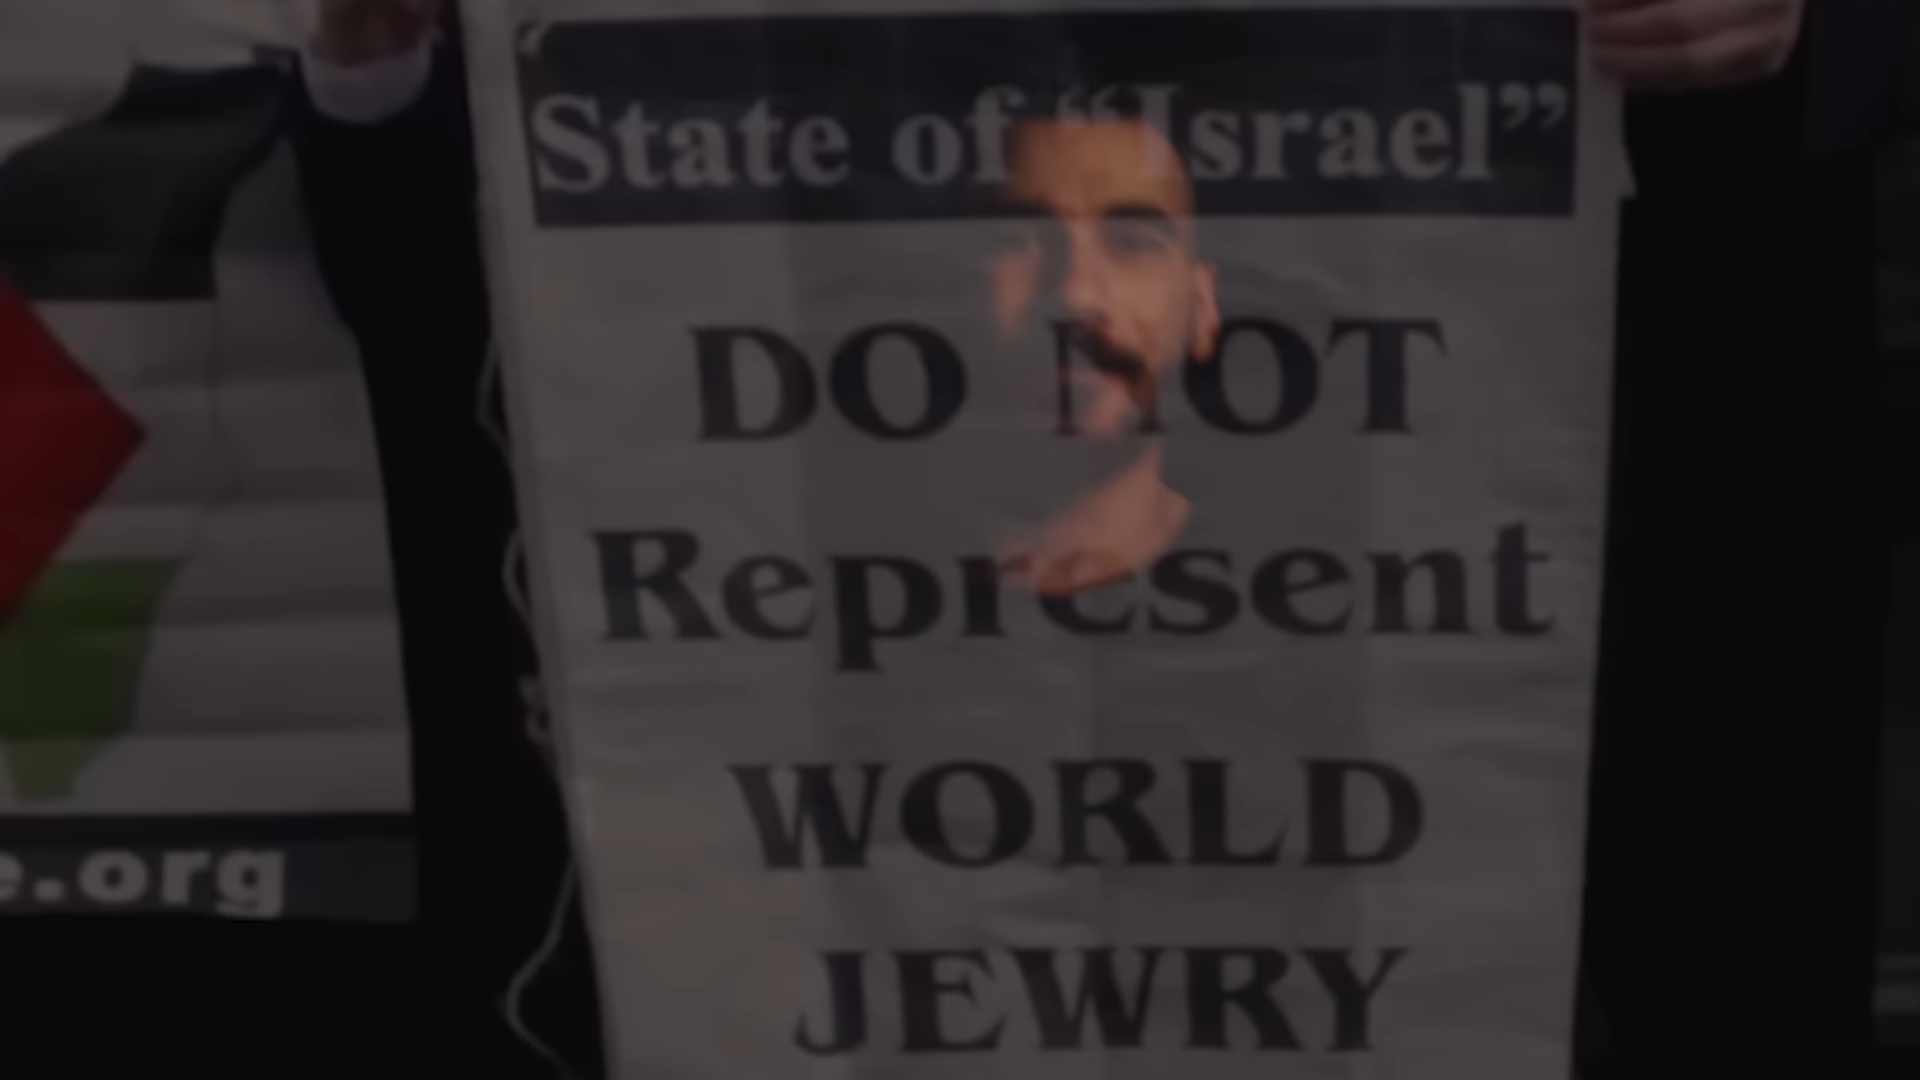 State of “Israel”
DO NOT
Represent
WORLD
JEWRY
e.org